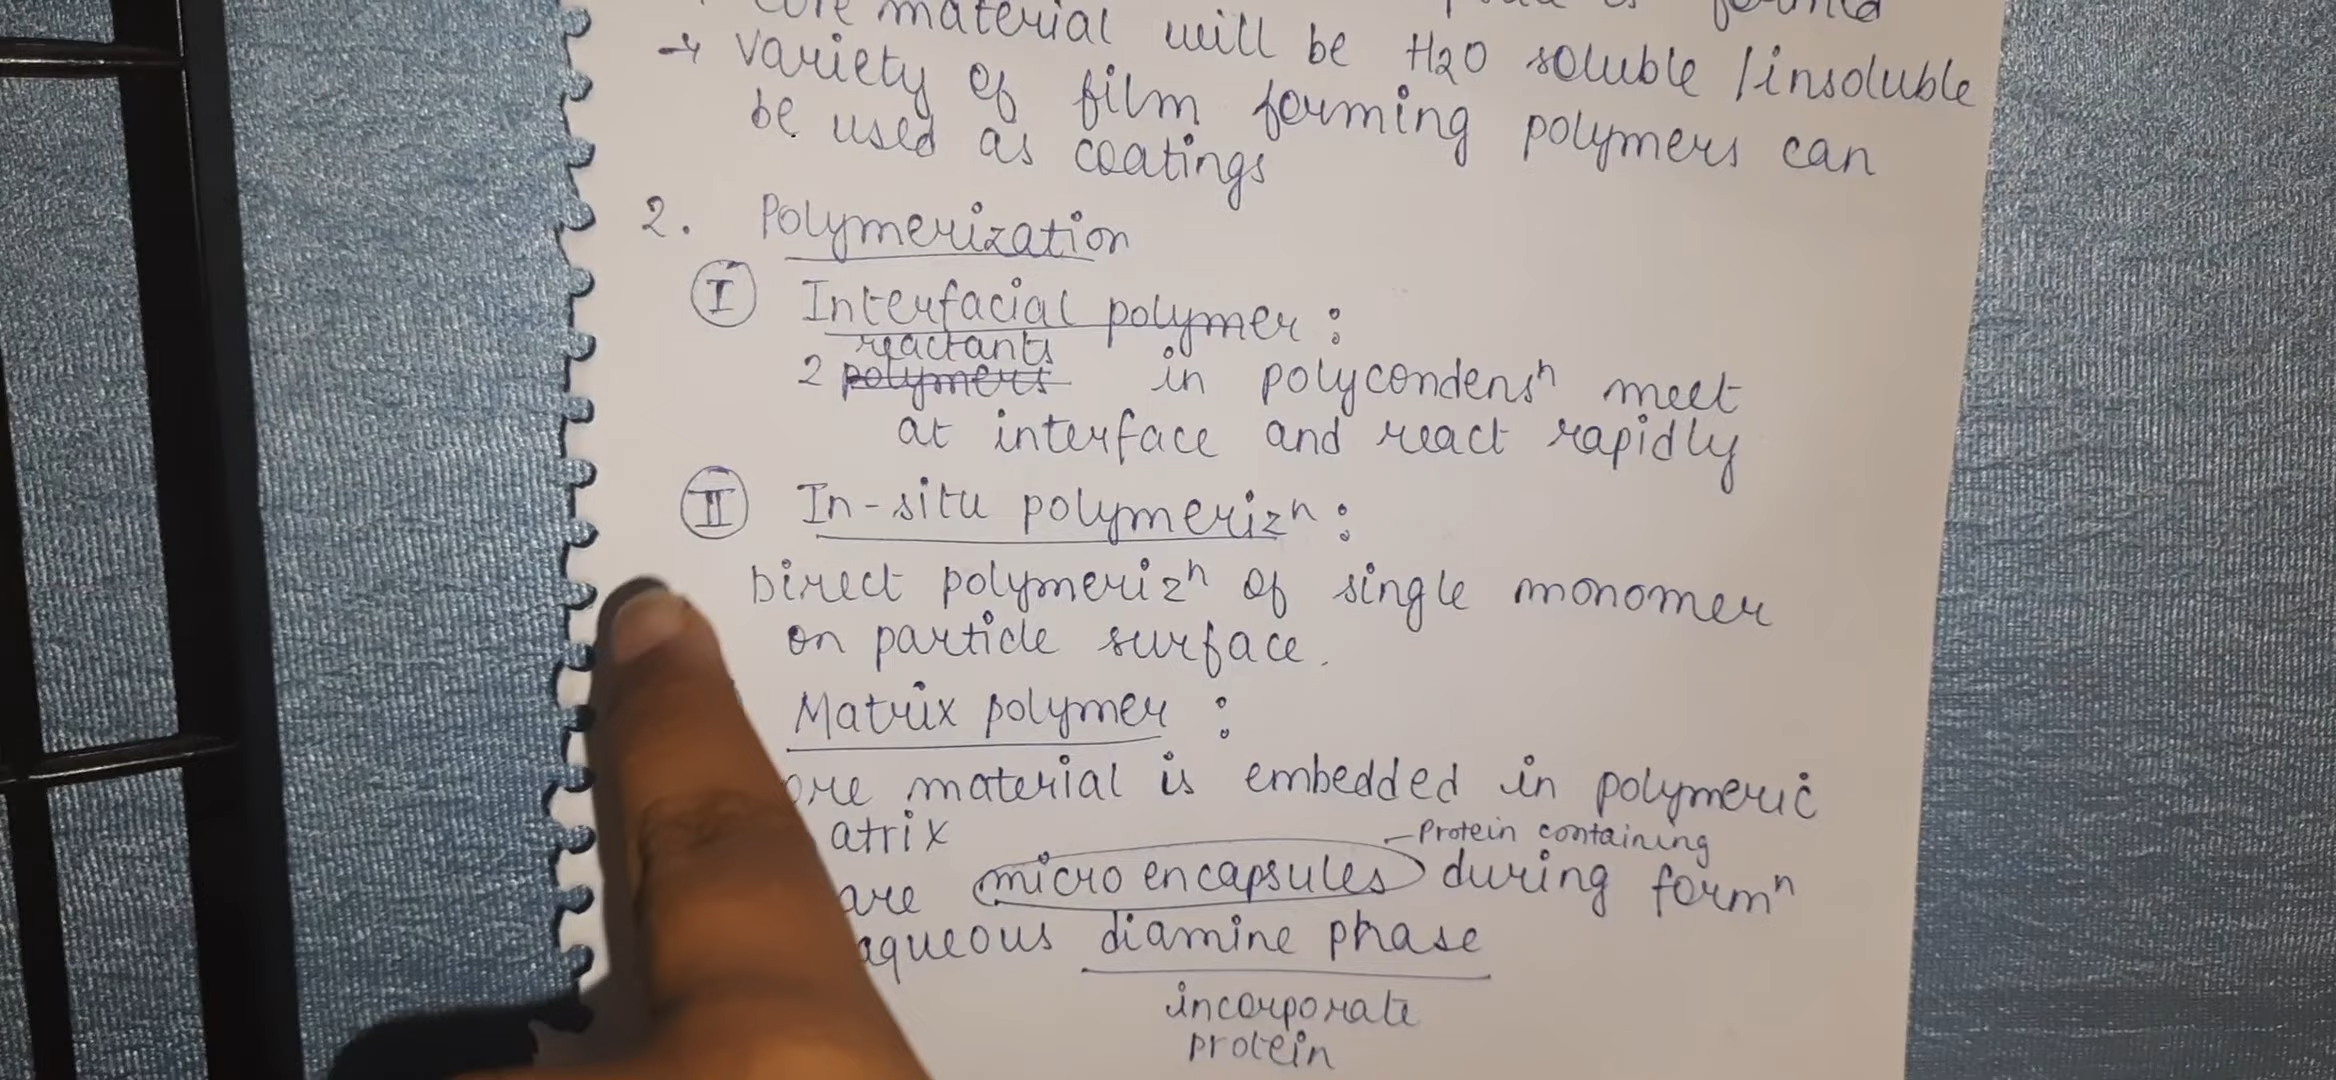 core material will be H2O soluble / insoluble
→ variety of film forming polymers can
be used as coatings
2. Polymerization
I Interfacial polymer :
reactants
2 polymers in polycondensⁿ meet
at interface and react rapidly
II In-situ polymerizⁿ :
Direct polymerizⁿ of single monomer
on particle surface.
Matrix polymer :
ore material is embedded in polymeric
atrix
- Protein containing
are micro encapsules during formⁿ
aqueous diamine phase
incorporate
protein